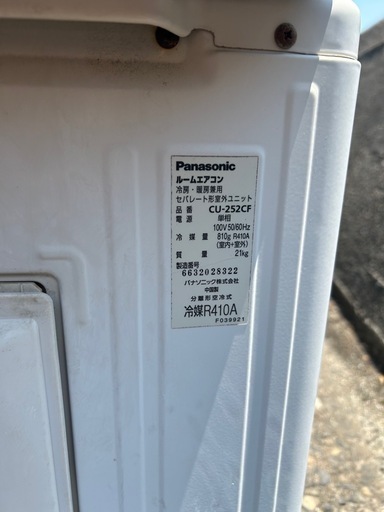 Panasonic
ルームエアコン
冷房・暖房兼用
セパレート形室外ユニット
品番 CU-252CF
電源 単相
100V 50/60Hz
冷媒量 810g R410A
(室内+室外)
質量 21kg
製造番号
6632028322
パナソニック株式会社
中国製
分離形空冷式
冷媒R410A
F039921